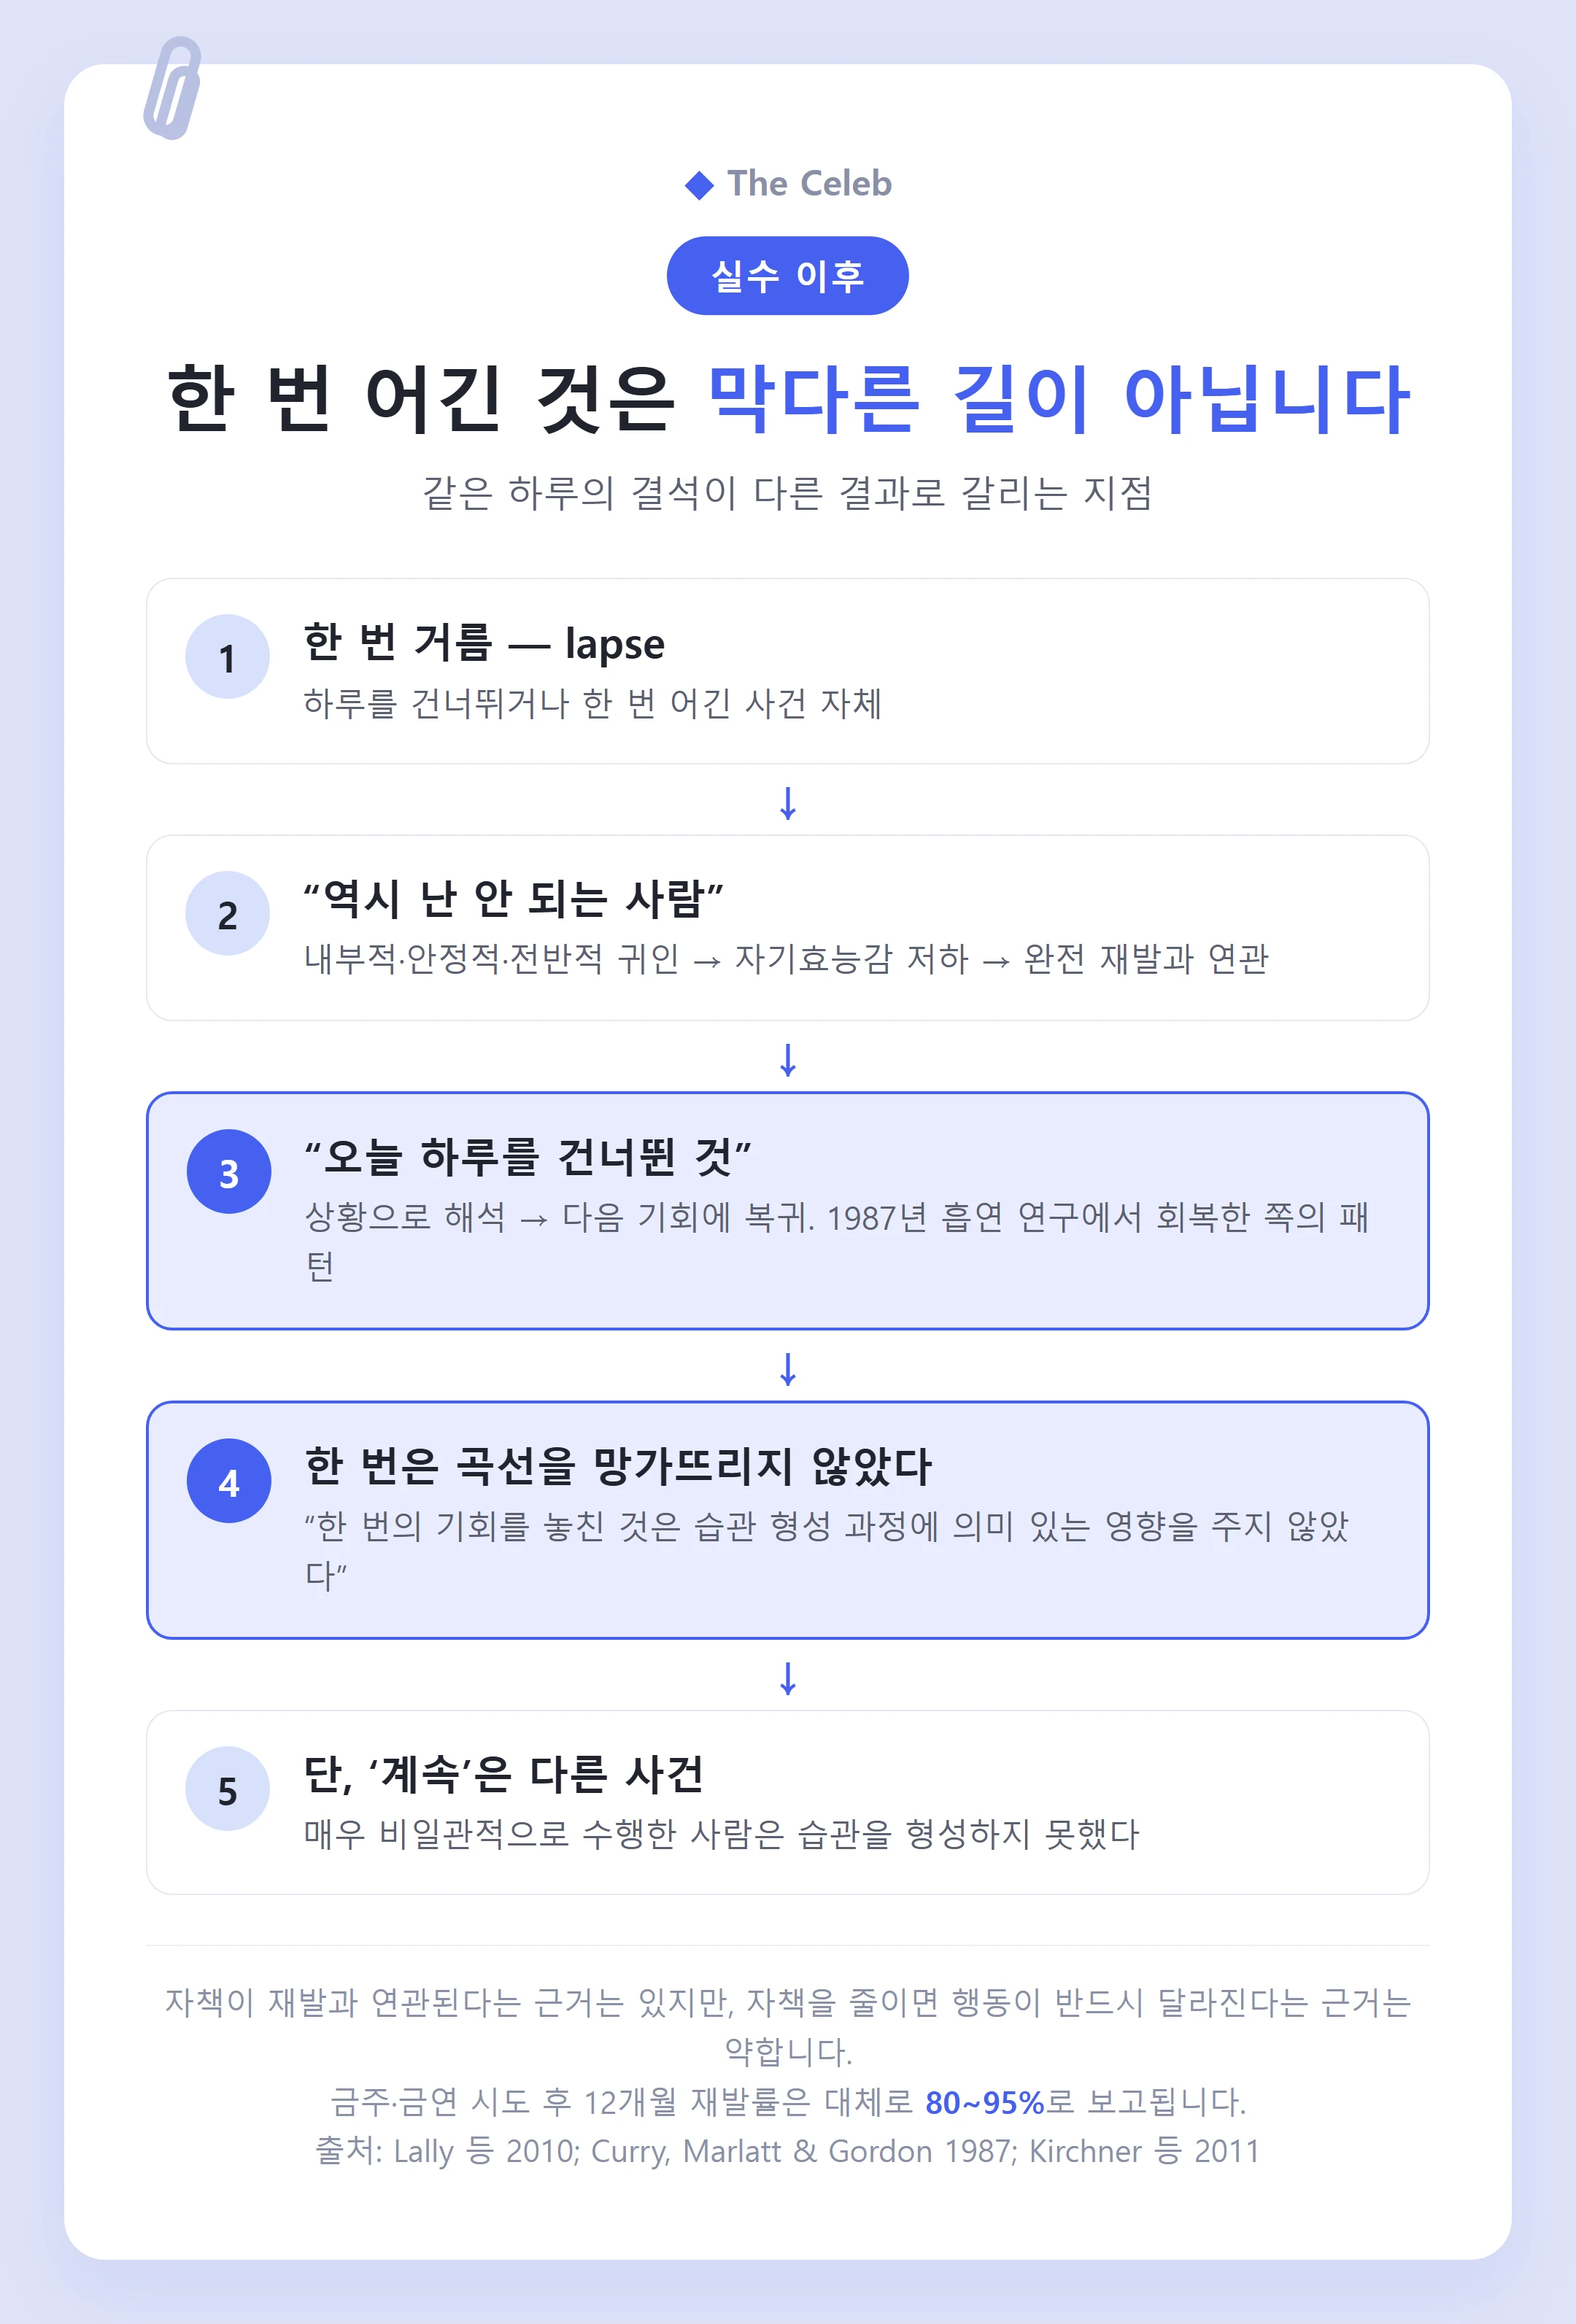 ◆ The Celeb
실수 이후
한 번 어긴 것은 막다른 길이 아닙니다
같은 하루의 결석이 다른 결과로 갈리는 지점
1
한 번 거름 — lapse
하루를 건너뛰거나 한 번 어긴 사건 자체
↓
2
“역시 난 안 되는 사람”
내부적·안정적·전반적 귀인 → 자기효능감 저하 → 완전 재발과 연관
↓
3
“오늘 하루를 건너뛴 것”
상황으로 해석 → 다음 기회에 복귀. 1987년 흡연 연구에서 회복한 쪽의 패
턴
↓
4
한 번은 곡선을 망가뜨리지 않았다
“한 번의 기회를 놓친 것은 습관 형성 과정에 의미 있는 영향을 주지 않았
다”
↓
5
단, ‘계속’은 다른 사건
매우 비일관적으로 수행한 사람은 습관을 형성하지 못했다
자책이 재발과 연관된다는 근거는 있지만, 자책을 줄이면 행동이 반드시 달라진다는 근거는
약합니다.
금주·금연 시도 후 12개월 재발률은 대체로 80~95%로 보고됩니다.
출처: Lally 등 2010; Curry, Marlatt & Gordon 1987; Kirchner 등 2011